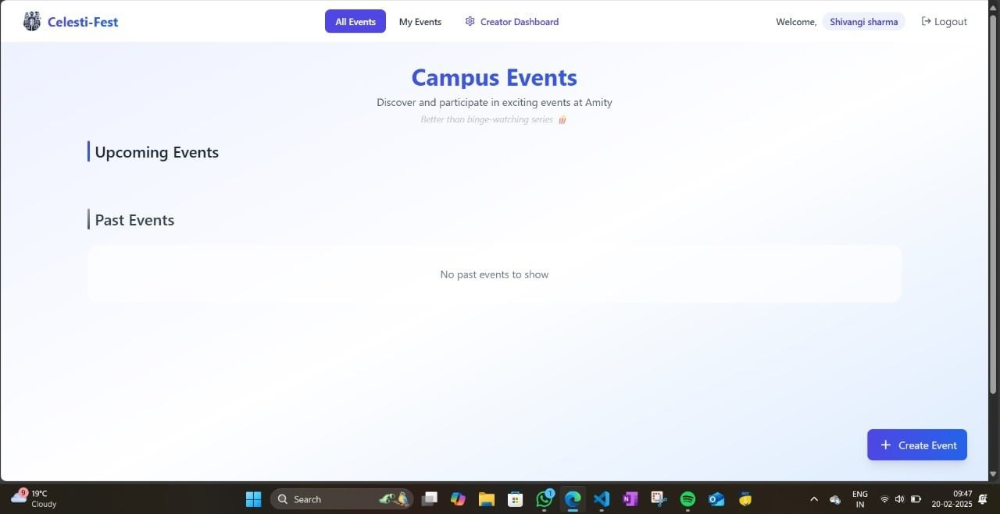 Celesti-Fest
All Events
My Events
Creator Dashboard
Welcome,
Shivangi sharma
Logout
Campus Events
Discover and participate in exciting events at Amity
Better than binge-watching series
Upcoming Events
Past Events
No past events to show
Create Event
9
19°C
Cloudy
Search
1
ENG
IN
09:47
20-02-2025